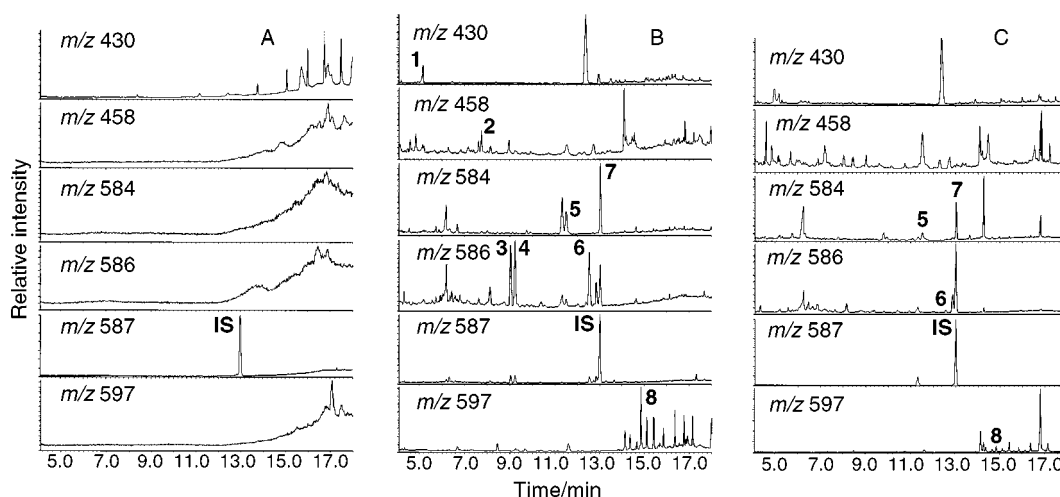 Relative intensity
A
m/z 430
m/z 458
m/z 584
m/z 586
m/z 587
IS
m/z 597
5.0 7.0 9.0 11.0 13.0 15.0 17.0
B
m/z 430
1
m/z 458
2
m/z 584
5
7
m/z 586
3 4
6
m/z 587
IS
m/z 597
8
5.0 7.0 9.0 11.0 13.0 15.0 17.0
C
m/z 430
m/z 458
m/z 584
5
7
m/z 586
6
m/z 587
IS
m/z 597
8
5.0 7.0 9.0 11.0 13.0 15.0 17.0
Time/min